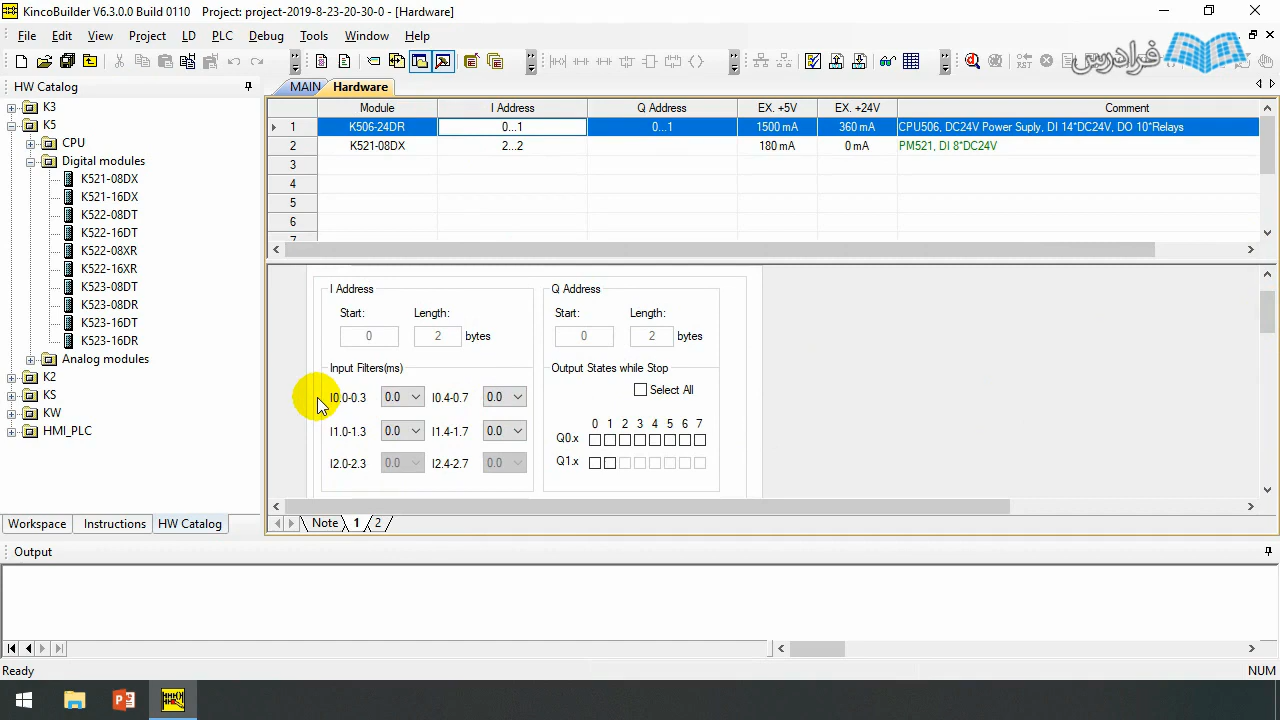 KincoBuilder V6.3.0.0 Build 0110 Project: project-2019-8-23-20-30-0 - [Hardware]
File Edit View Project LD PLC Debug Tools Window Help
فرادرس
HW Catalog
MAIN Hardware
K3
K5
CPU
Digital modules
K521-08DX
K521-16DX
K522-08DT
K522-16DT
K522-08XR
K522-16XR
K523-08DT
K523-08DR
K523-16DT
K523-16DR
Analog modules
K2
KS
KW
HMI_PLC
Workspace Instructions HW Catalog
Module I Address Q Address EX. +5V EX. +24V Comment
1 K506-24DR 0...1 0...1 1500 mA 360 mA CPU506, DC24V Power Suply, DI 14*DC24V, DO 10*Relays
2 K521-08DX 2...2 180 mA 0 mA PM521, DI 8*DC24V
3
4
5
6
7
I Address Q Address
Start: Length: Start: Length:
0 2 bytes 0 2 bytes
Input Filters(ms) Output States while Stop
Select All
I0.0-0.3 0.0 I0.4-0.7 0.0
0 1 2 3 4 5 6 7
I1.0-1.3 0.0 I1.4-1.7 0.0 Q0.x
I2.0-2.3 0.0 I2.4-2.7 0.0 Q1.x
Note 1 2
Output
Ready NUM